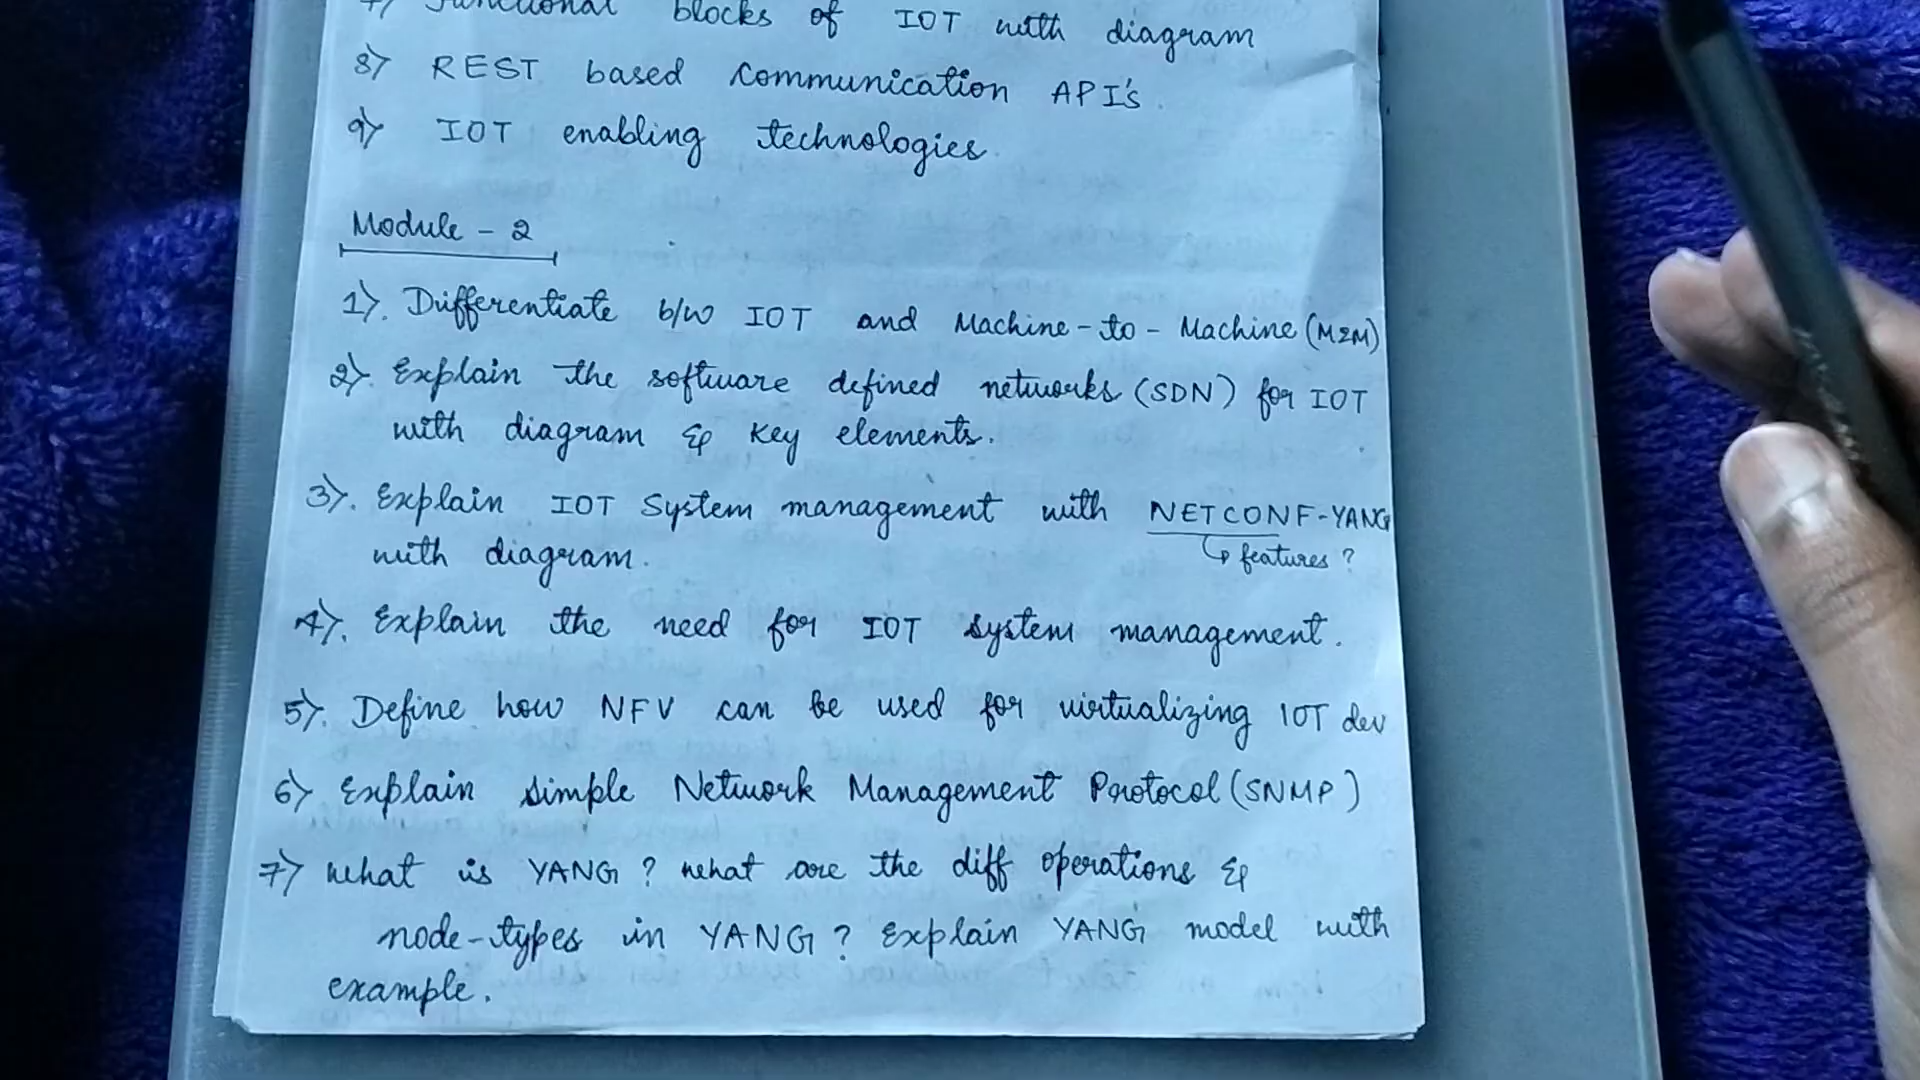 7) Functional blocks of IOT with diagram
8) REST based communication API's.
9) IOT enabling technologies
Module - 2
1). Differentiate b/w IOT and Machine-to-Machine (M2M)
2). Explain the software defined networks (SDN) for IOT
with diagram & key elements.
3). Explain IOT System management with NETCONF-YANG
with diagram. ↳ features ?
4). Explain the need for IOT system management.
5). Define how NFV can be used for virtualizing IOT dev
6) Explain simple Network Management Protocol (SNMP)
7) What is YANG ? what are the diff operations &
node-types in YANG ? Explain YANG model with
example.